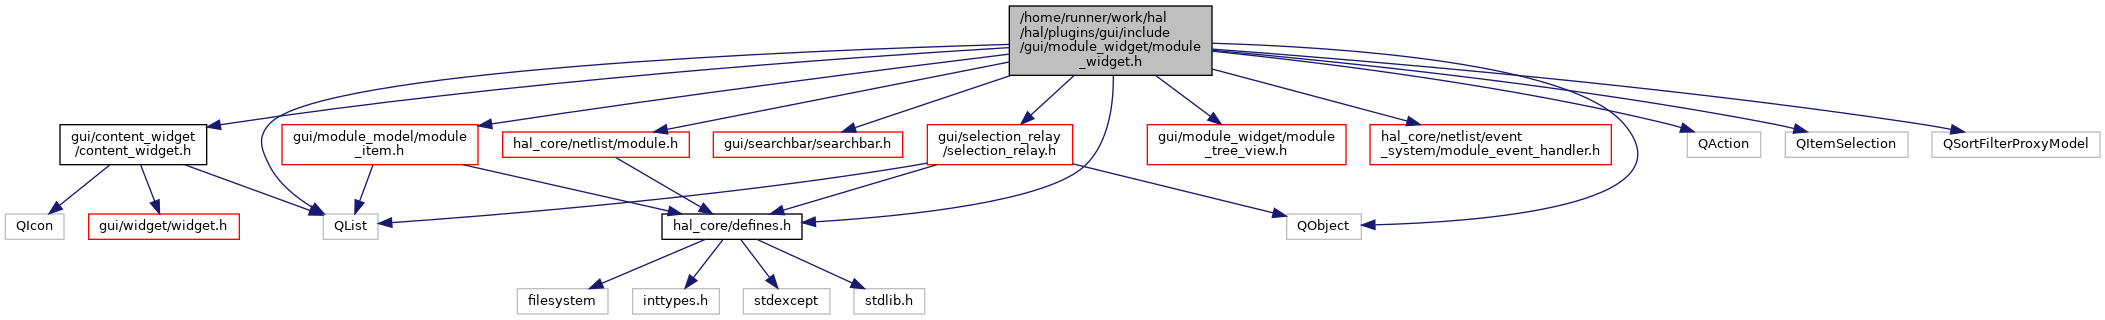 /home/runner/work/hal
/hal/plugins/gui/include
/gui/module_widget/module
_widget.h
gui/content_widget
/content_widget.h
gui/module_model/module
_item.h
hal_core/netlist/module.h
gui/searchbar/searchbar.h
gui/selection_relay
/selection_relay.h
gui/module_widget/module
_tree_view.h
hal_core/netlist/event
_system/module_event_handler.h
QAction
QItemSelection
QSortFilterProxyModel
QIcon
gui/widget/widget.h
QList
hal_core/defines.h
QObject
filesystem
inttypes.h
stdexcept
stdlib.h